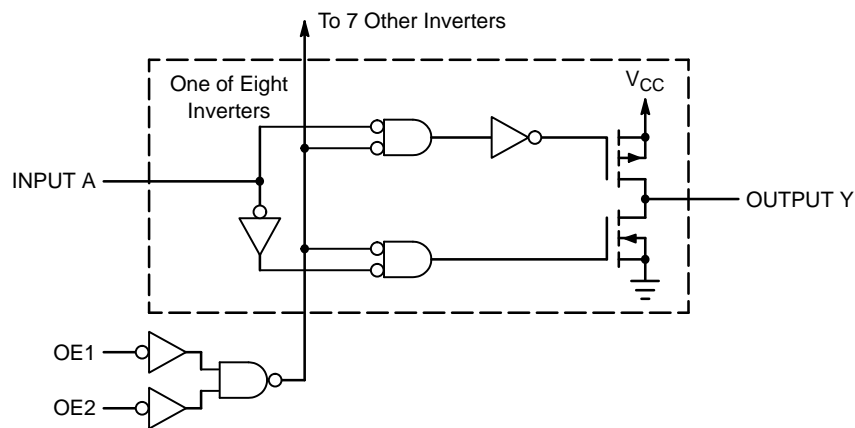 To 7 Other Inverters
One of Eight
Inverters
VCC
INPUT A
OUTPUT Y
OE1
OE2